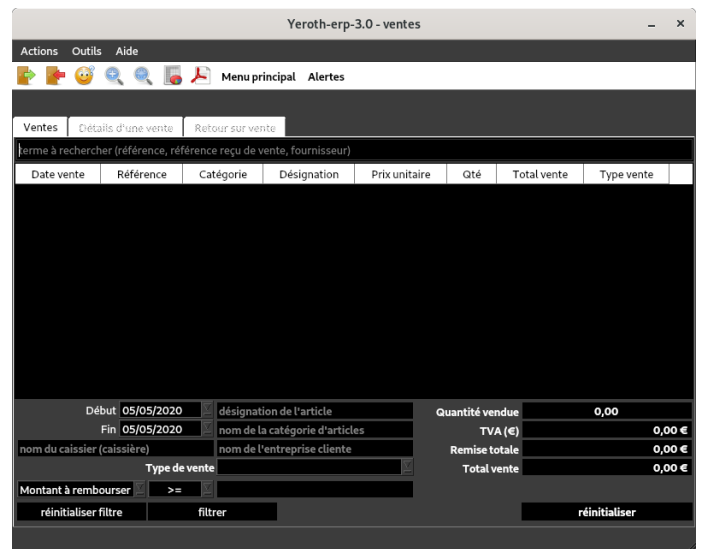 Yeroth-erp-3.0 - ventes
Actions Outils Aide
Menu principal Alertes
Ventes Détails d'une vente Retour sur vente
terme à rechercher (référence, référence reçu de vente, fournisseur)
Date vente Référence Catégorie Désignation Prix unitaire Qté Total vente Type vente
Début 05/05/2020 désignation de l'article Quantité vendue 0,00
Fin 05/05/2020 nom de la catégorie d'articles TVA (€) 0,00 €
nom du caissier (caissière) nom de l'entreprise cliente Remise totale 0,00 €
Type de vente Total vente 0,00 €
Montant à rembourser >=
réinitialiser filtre filtrer réinitialiser